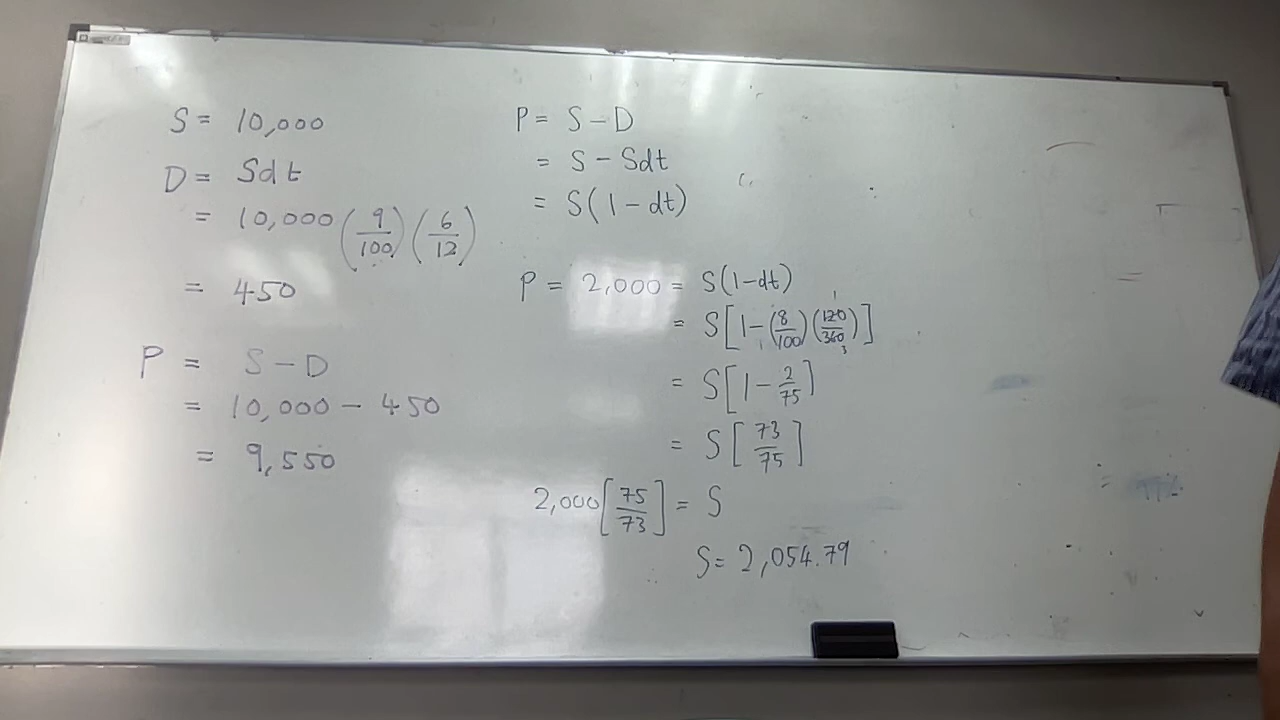 S = 10,000
D = Sdt
= 10,000 (9/100) (6/12)
= 450
P = S - D
= 10,000 - 450
= 9,550
P = S - D
= S - Sdt
= S(1 - dt)
P = 2,000 = S(1-dt)
= S[1-(8/100)(120/360)]
1
3
= S[1 - 2/75]
= S[73/75]
2,000[75/73] = S
S = 2,054.79